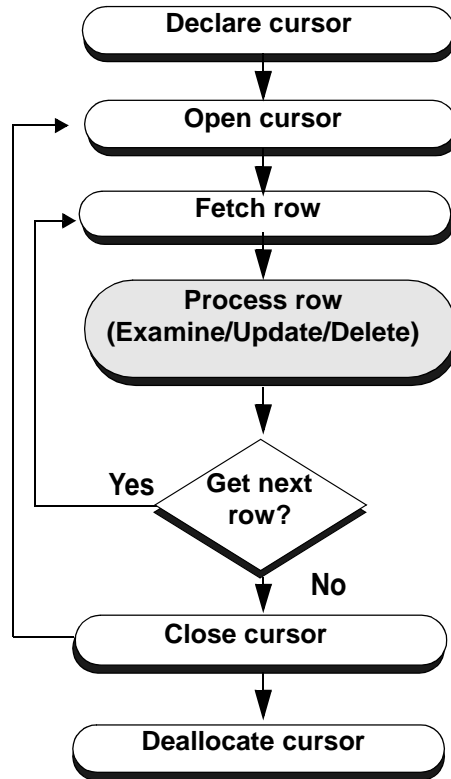 Declare cursor
Open cursor
Fetch row
Process row
(Examine/Update/Delete)
Yes
Get next
row?
No
Close cursor
Deallocate cursor